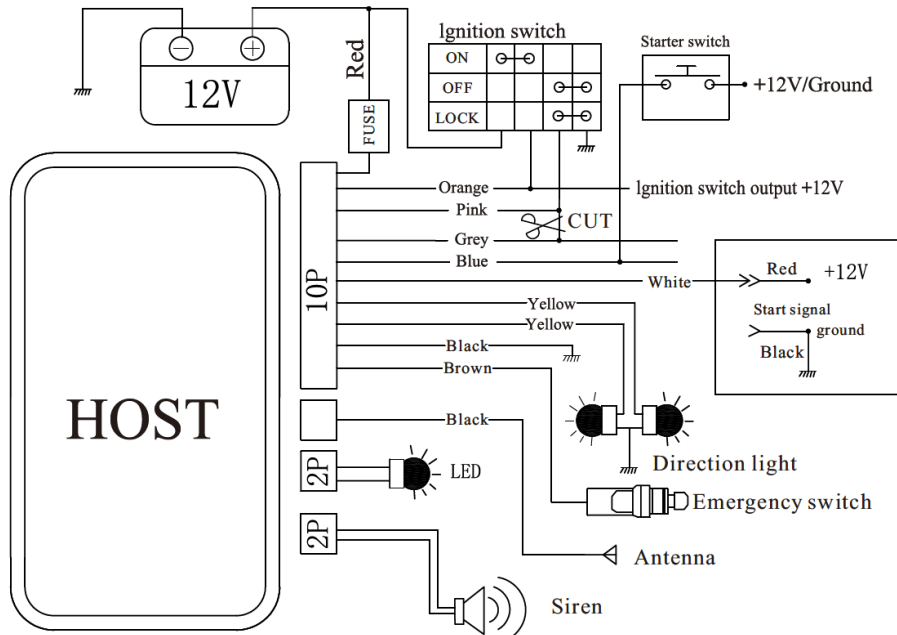 12V
Red
FUSE
Ignition switch
ON
OFF
LOCK
Starter switch
+12V/Ground
HOST
10P
Orange
Ignition switch output +12V
Pink
CUT
Grey
Blue
White
Red
+12V
Start signal
ground
Black
Yellow
Yellow
Black
Brown
Direction light
Black
2P
LED
Emergency switch
2P
Antenna
Siren